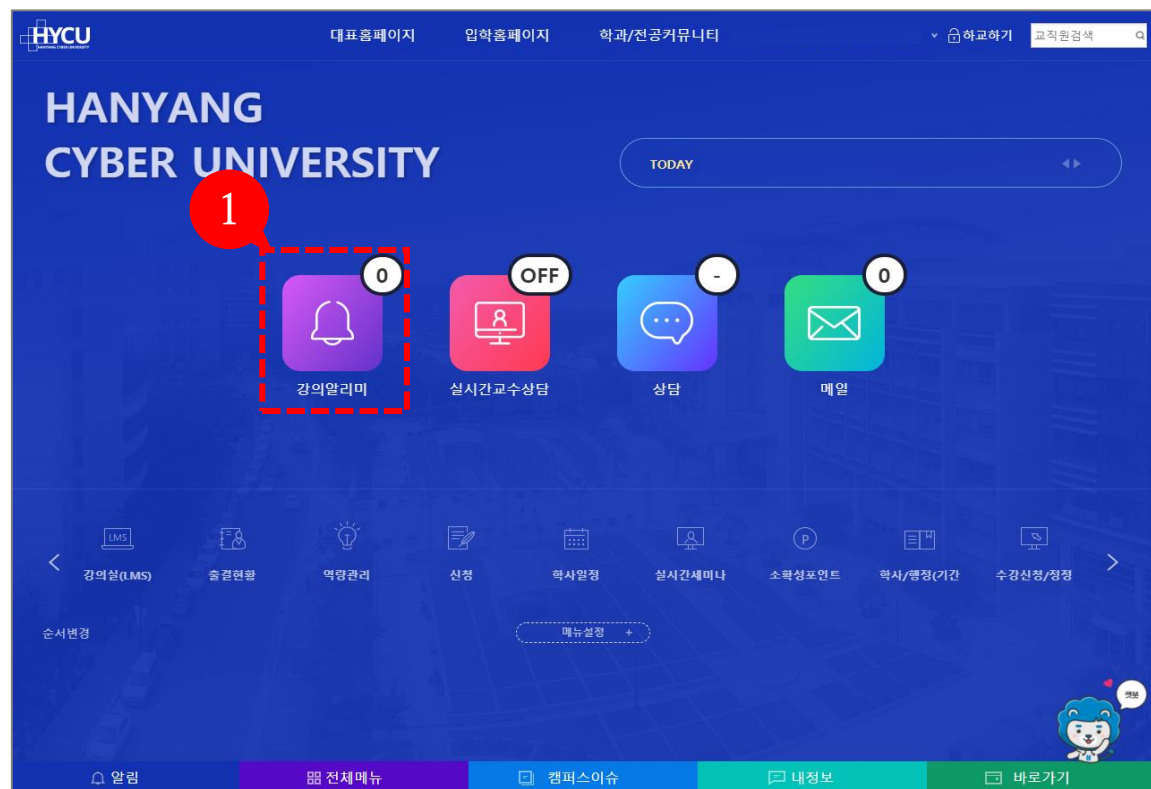 HYCU
HANYANG CYBER UNIVERSITY
대표홈페이지 입학홈페이지 학과/전공커뮤니티 하교하기 교직원검색
HANYANG
CYBER UNIVERSITY
TODAY
1
0 OFF - 0
강의알리미 실시간교수상담 상담 메일
LMS P
강의실(LMS) 출결현황 역량관리 신청 학사일정 실시간세미나 소확성포인트 학사/행정(기간 수강신청/정정
순서변경 메뉴설정 +
챗봇
알림 전체메뉴 캠퍼스이슈 내정보 바로가기